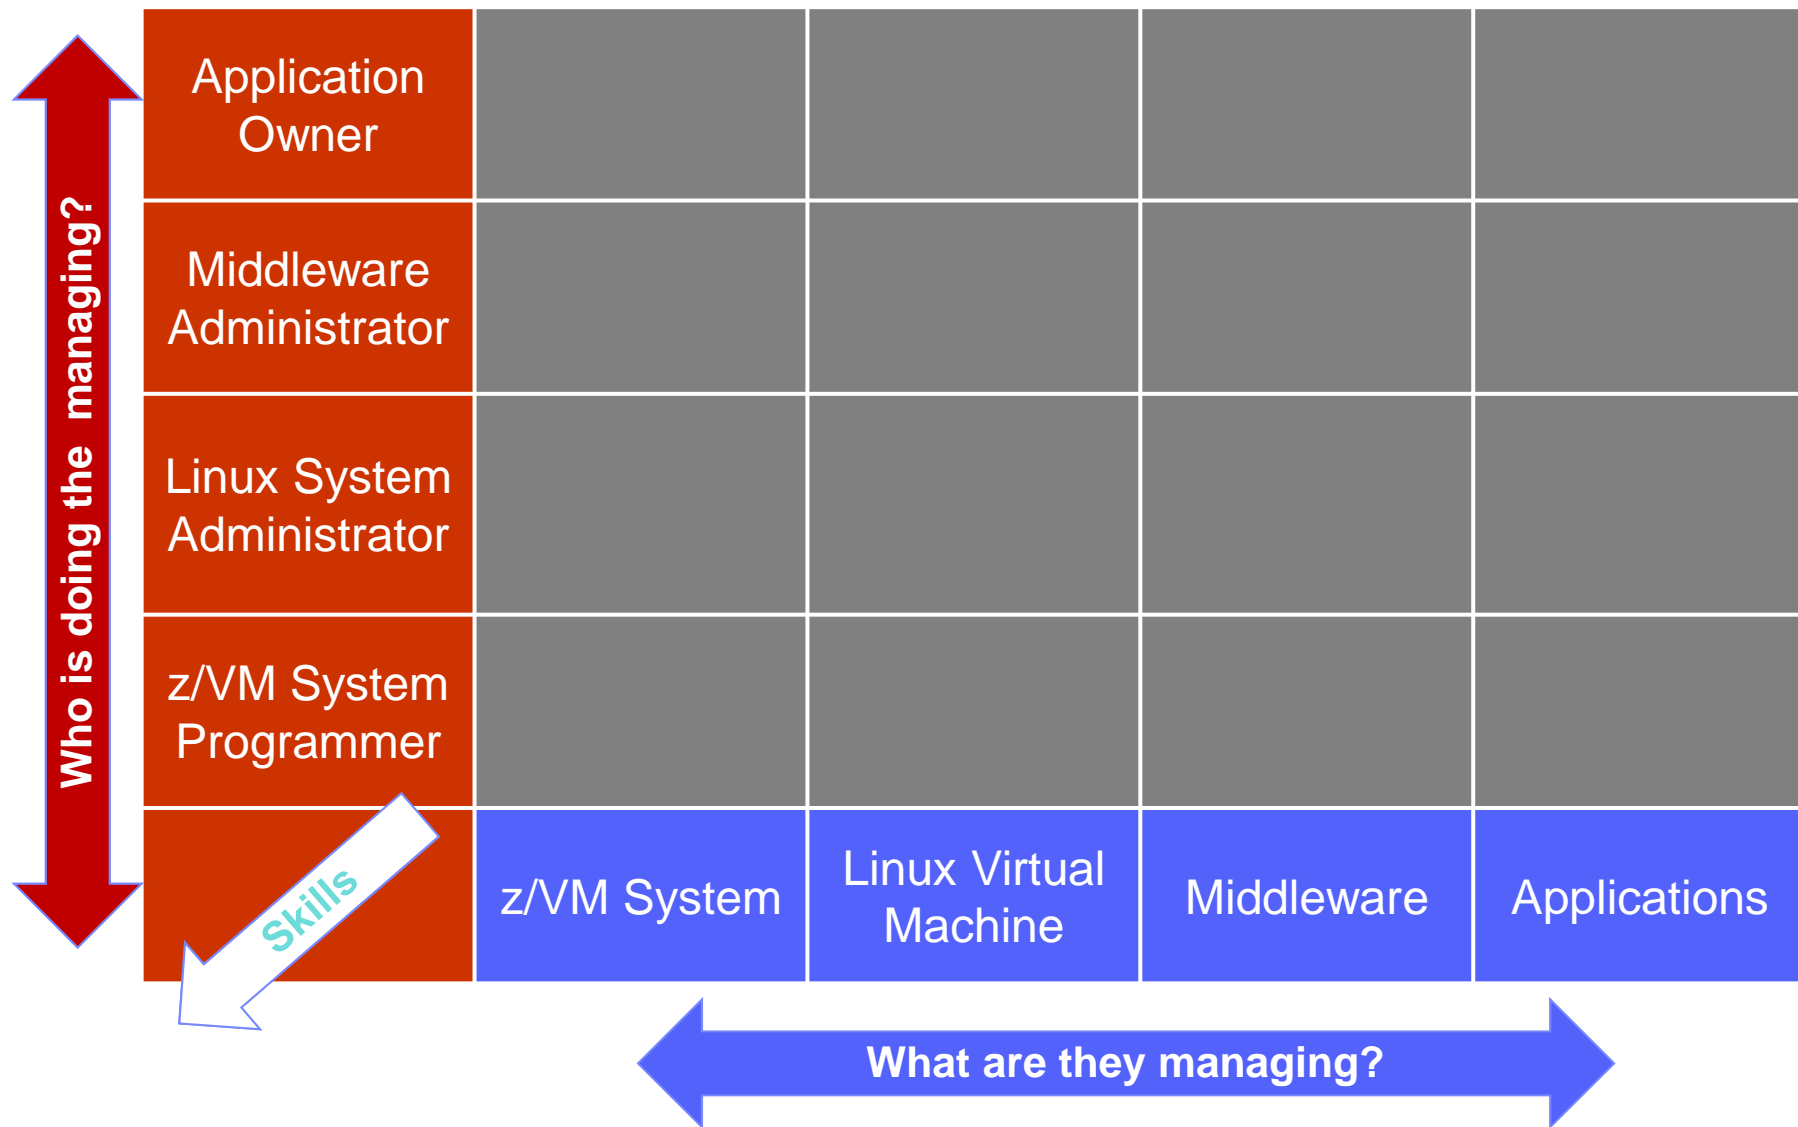 Who is doing the managing?
Application
Owner
Middleware
Administrator
Linux System
Administrator
z/VM System
Programmer
Skills
z/VM System
Linux Virtual
Machine
Middleware
Applications
What are they managing?